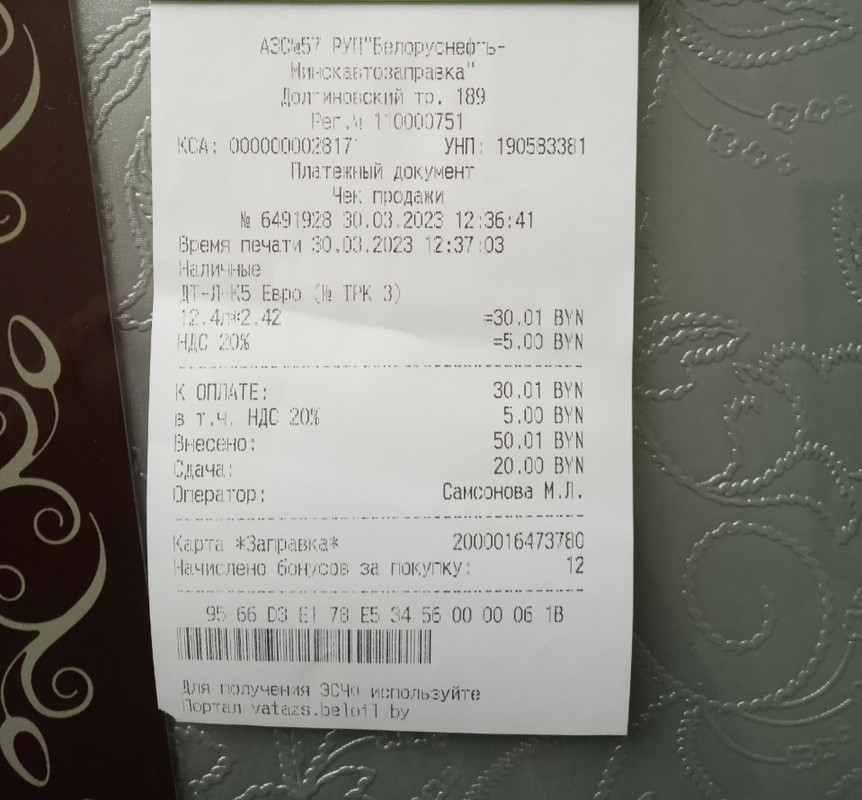 АЗС№57 РУП"Белоруснефть-
Минскавтозаправка"
Долгиновский тр. 189
Рег.№ 110000751
КСА: 0000000028171 УНП: 190583381
Платежный документ
Чек продажи
№ 6491928 30.03.2023 12:36:41
Время печати 30.03.2023 12:37:03
Наличные
ДТ-Л-К5 Евро (№ ТРК 3)
12.4л*2.42 =30.01 BYN
НДС 20% =5.00 BYN
К ОПЛАТЕ: 30.01 BYN
в т.ч. НДС 20% 5.00 BYN
Внесено: 50.01 BYN
Сдача: 20.00 BYN
Оператор: Самсонова М.Л.
Карта *Заправка* 2000016473780
Начислено бонусов за покупку: 12
95 66 D3 E1 78 E5 34 56 00 00 06 1B
Для получения ЭСЧФ используйте
Портал vatazs.beloil.by